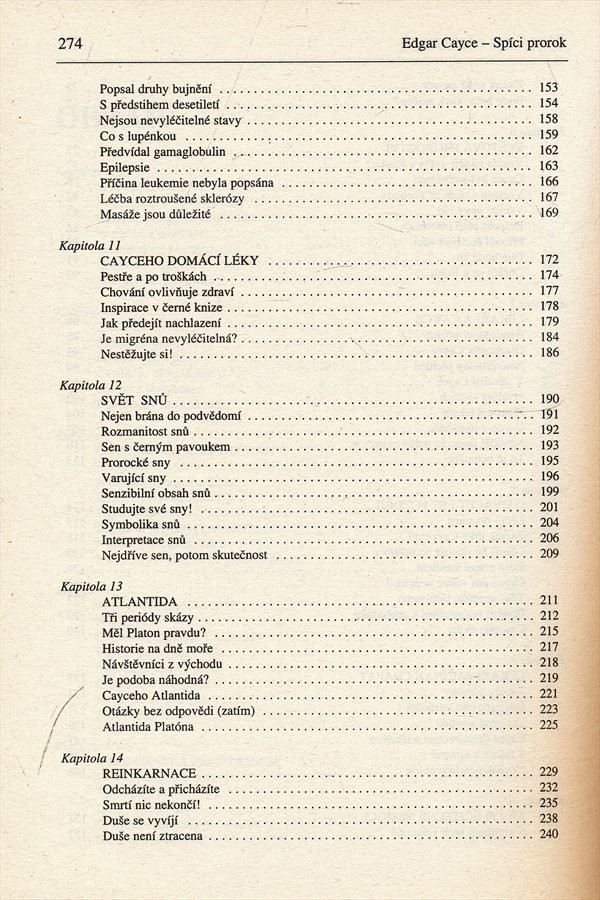 274 Edgar Cayce – Spíci prorok
Popsal druhy bujnění ........ 153
S předstihem desetiletí ........ 154
Nejsou nevyléčitelné stavy ........ 158
Co s lupénkou ........ 159
Předvídal gamaglobulin ........ 162
Epilepsie ........ 163
Příčina leukemie nebyla popsána ........ 166
Léčba roztroušené sklerózy ........ 167
Masáže jsou důležité ........ 169
Kapitola 11
CAYCEHO DOMÁCÍ LÉKY ........ 172
Pestře a po troškách ........ 174
Chování ovlivňuje zdraví ........ 177
Inspirace v černé knize ........ 178
Jak předejít nachlazení ........ 179
Je migréna nevyléčitelná? ........ 184
Nestěžujte si! ........ 186
Kapitola 12
SVĚT SNŮ ........ 190
Nejen brána do podvědomí ........ 191
Rozmanitost snů ........ 192
Sen s černým pavoukem ........ 193
Prorocké sny ........ 195
Varující sny ........ 196
Senzibilní obsah snů ........ 199
Studujte své sny! ........ 201
Symbolika snů ........ 204
Interpretace snů ........ 206
Nejdříve sen, potom skutečnost ........ 209
Kapitola 13
ATLANTIDA ........ 211
Tři periódy skázy ........ 212
Měl Platon pravdu? ........ 215
Historie na dně moře ........ 217
Návštěvníci z východu ........ 218
Je podoba náhodná? ........ 219
Cayceho Atlantida ........ 221
Otázky bez odpovědi (zatím) ........ 223
Atlantida Platóna ........ 225
Kapitola 14
REINKARNACE ........ 229
Odcházíte a přicházíte ........ 232
Smrtí nic nekončí! ........ 235
Duše se vyvíjí ........ 238
Duše není ztracena ........ 240